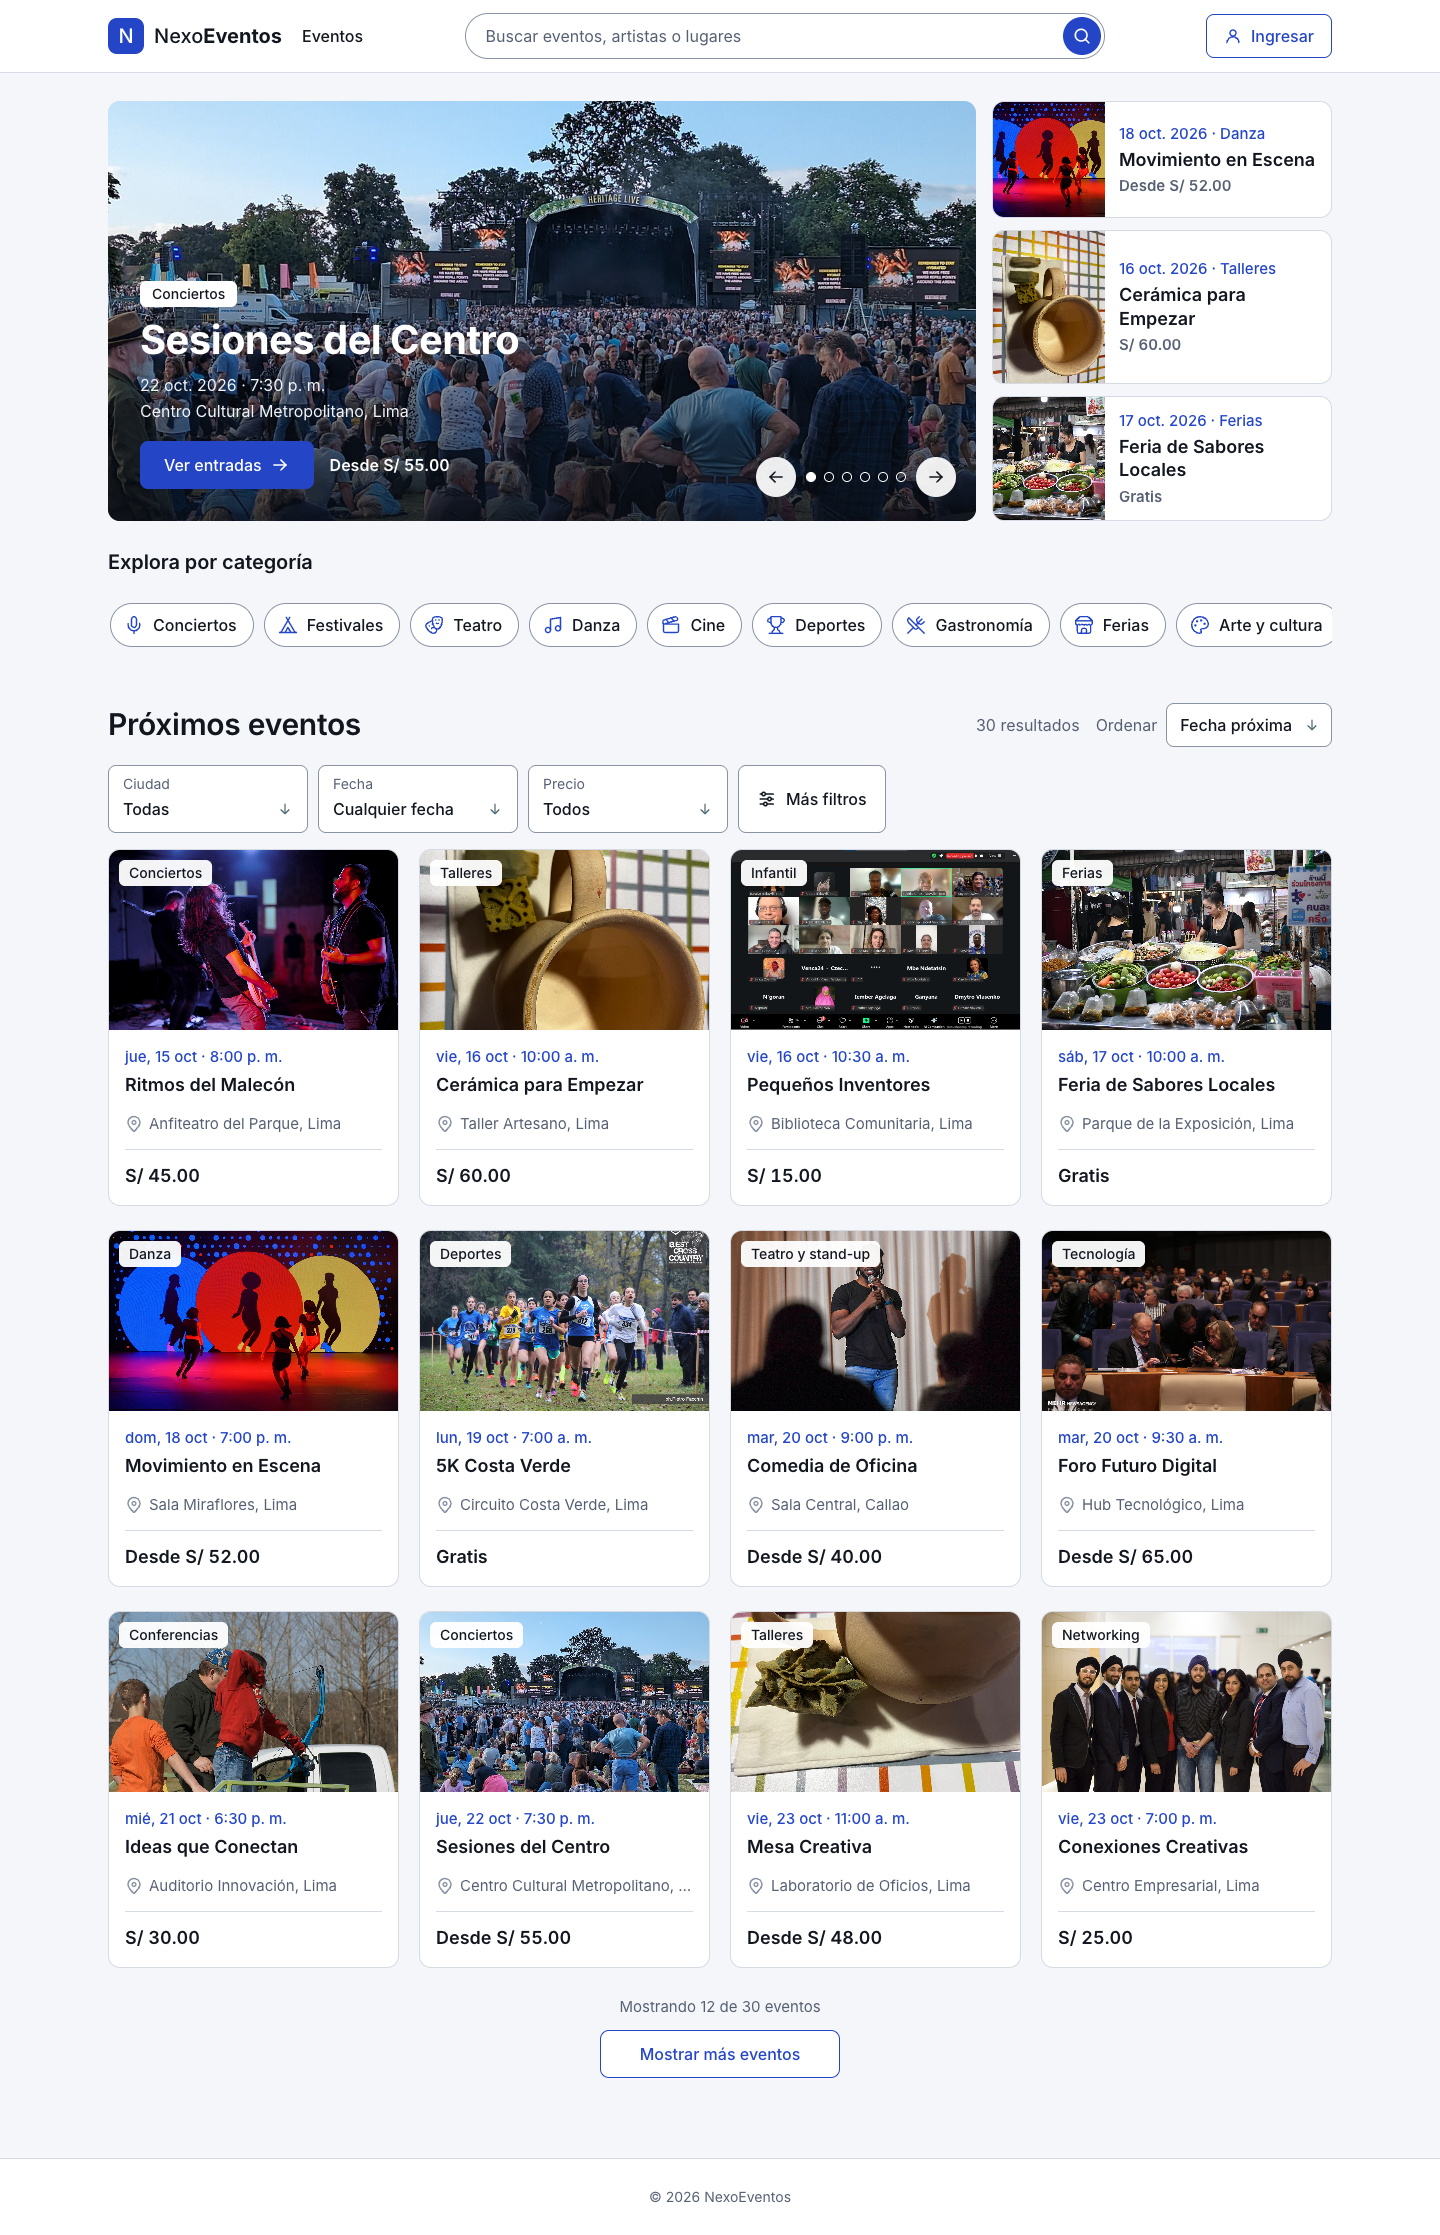 N NexoEventos Eventos Buscar eventos, artistas o lugares Ingresar
HERITAGE LIVE
Conciertos
Sesiones del Centro
22 oct. 2026 · 7:30 p. m.
Centro Cultural Metropolitano, Lima
Ver entradas → Desde S/ 55.00
18 oct. 2026 · Danza
Movimiento en Escena
Desde S/ 52.00
16 oct. 2026 · Talleres
Cerámica para
Empezar
S/ 60.00
17 oct. 2026 · Ferias
Feria de Sabores
Locales
Gratis
Explora por categoría
Conciertos Festivales Teatro Danza Cine Deportes Gastronomía Ferias Arte y cultura
Próximos eventos
30 resultados Ordenar Fecha próxima
Ciudad
Todas
Fecha
Cualquier fecha
Precio
Todos
Más filtros
Conciertos
jue, 15 oct · 8:00 p. m.
Ritmos del Malecón
Anfiteatro del Parque, Lima
S/ 45.00
Talleres
vie, 16 oct · 10:00 a. m.
Cerámica para Empezar
Taller Artesano, Lima
S/ 60.00
Infantil
N'goran
Iember Agelaga
Ganyana
Dmytro Vlasenko
vie, 16 oct · 10:30 a. m.
Pequeños Inventores
Biblioteca Comunitaria, Lima
S/ 15.00
Ferias
sáb, 17 oct · 10:00 a. m.
Feria de Sabores Locales
Parque de la Exposición, Lima
Gratis
Danza
dom, 18 oct · 7:00 p. m.
Movimiento en Escena
Sala Miraflores, Lima
Desde S/ 52.00
Deportes
CROSS
COUNTRY
lun, 19 oct · 7:00 a. m.
5K Costa Verde
Circuito Costa Verde, Lima
Gratis
Teatro y stand-up
mar, 20 oct · 9:00 p. m.
Comedia de Oficina
Sala Central, Callao
Desde S/ 40.00
Tecnología
MEHR NEWSAGENCY
mar, 20 oct · 9:30 a. m.
Foro Futuro Digital
Hub Tecnológico, Lima
Desde S/ 65.00
Conferencias
mié, 21 oct · 6:30 p. m.
Ideas que Conectan
Auditorio Innovación, Lima
S/ 30.00
Conciertos
jue, 22 oct · 7:30 p. m.
Sesiones del Centro
Centro Cultural Metropolitano, ...
Desde S/ 55.00
Talleres
vie, 23 oct · 11:00 a. m.
Mesa Creativa
Laboratorio de Oficios, Lima
Desde S/ 48.00
Networking
vie, 23 oct · 7:00 p. m.
Conexiones Creativas
Centro Empresarial, Lima
S/ 25.00
Mostrando 12 de 30 eventos
Mostrar más eventos
© 2026 NexoEventos